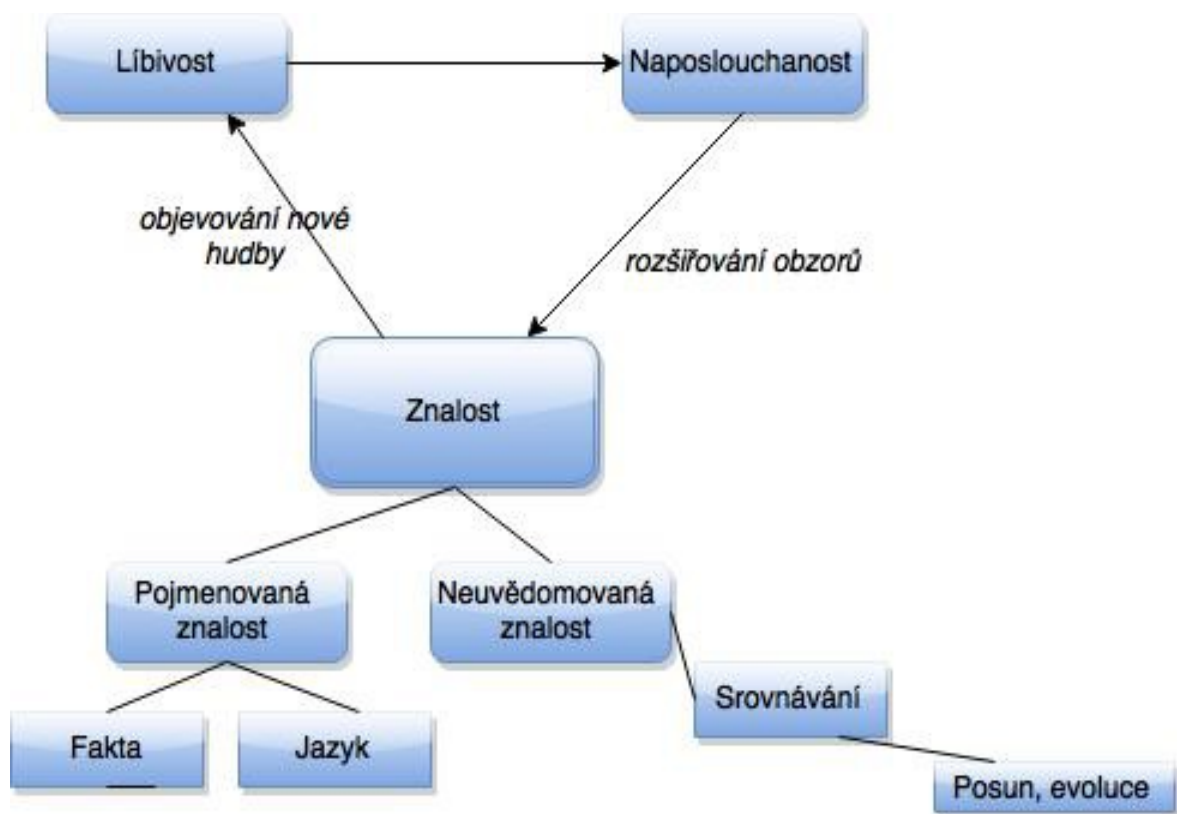 Líbivost
Naposlouchanost
objevování nové
hudby
rozšiřování obzorů
Znalost
Pojmenovaná
znalost
Neuvědomovaná
znalost
Srovnávání
Fakta
Jazyk
Posun, evoluce